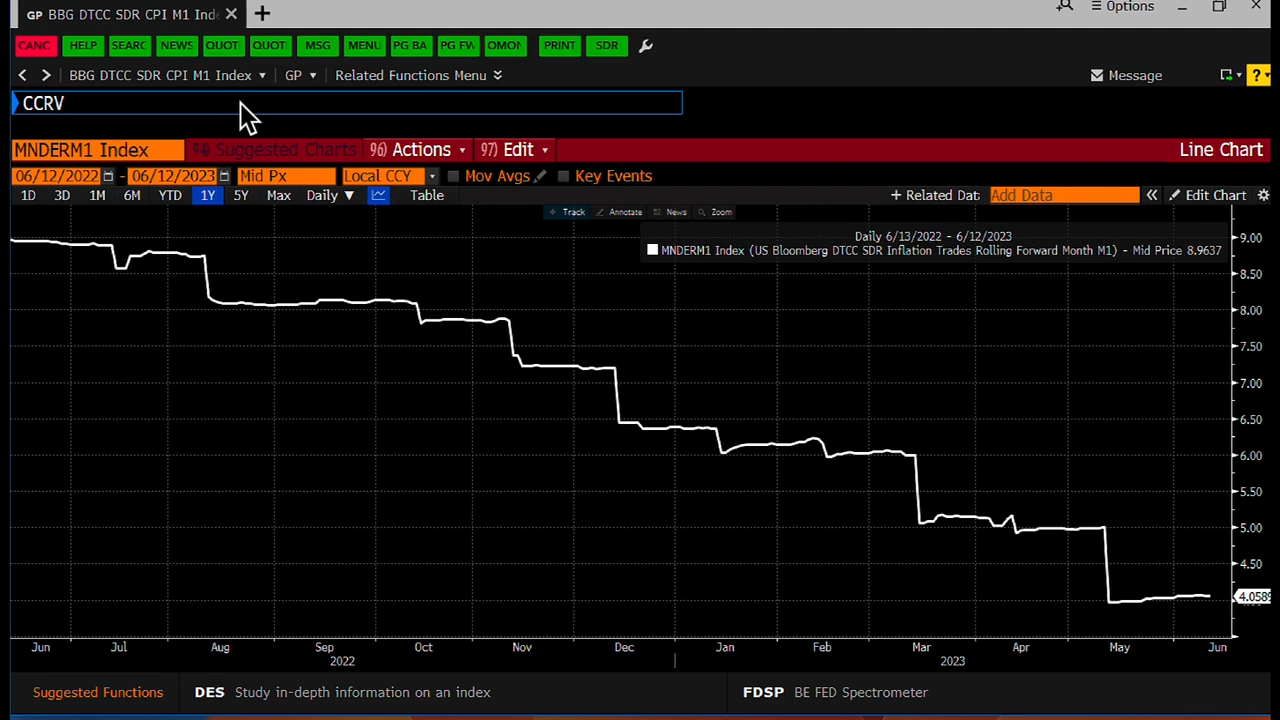 GP BBG DTCC SDR CPI M1 Ind
Options
CANC HELP SEARC NEWS QUOT QUOT MSG MENU PG BA PG FW OMON PRINT SDR
BBG DTCC SDR CPI M1 Index GP Related Functions Menu Message ?
CCRV
MNDERM1 Index 94) Suggested Charts 96) Actions 97) Edit Line Chart
06/12/2022 - 06/12/2023 Mid Px Local CCY Mov Avgs Key Events
1D 3D 1M 6M YTD 1Y 5Y Max Daily ▼ Table + Related Dat Add Data « Edit Chart
Track Annotate News Zoom
Daily 6/13/2022 - 6/12/2023
MNDERM1 Index (US Bloomberg DTCC SDR Inflation Trades Rolling Forward Month M1) - Mid Price 8.9637
9.00
8.50
8.00
7.50
7.00
6.50
6.00
5.50
5.00
4.50
4.0589
Jun Jul Aug Sep Oct Nov Dec Jan Feb Mar Apr May Jun
2022 2023
Suggested Functions DES Study in-depth information on an index FDSP BE FED Spectrometer